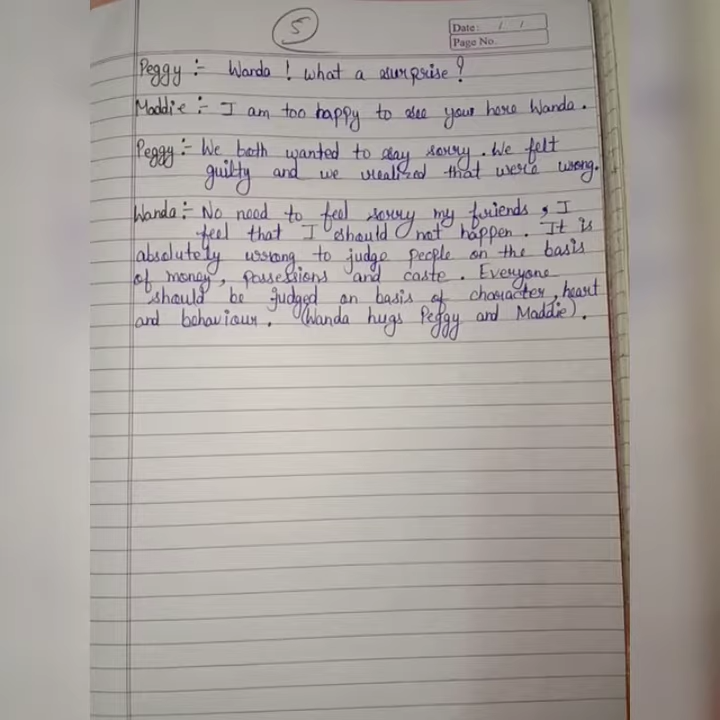 5
Date: / /
Page No.
Peggy :- Wanda ! what a surprise ?
Maddie :- I am too happy to see your here Wanda .
Peggy :- We both wanted to say sorry . We felt
guilty and we realized that were wrong.
Wanda :- No need to feel sorry my friends , I
feel that I should not happen . It is
absolutely wrong to judge people on the basis
of money, possessions and caste . Everyone
should be judged on basis of character, heart
and behaviour . (Wanda hugs Peggy and Maddie) .